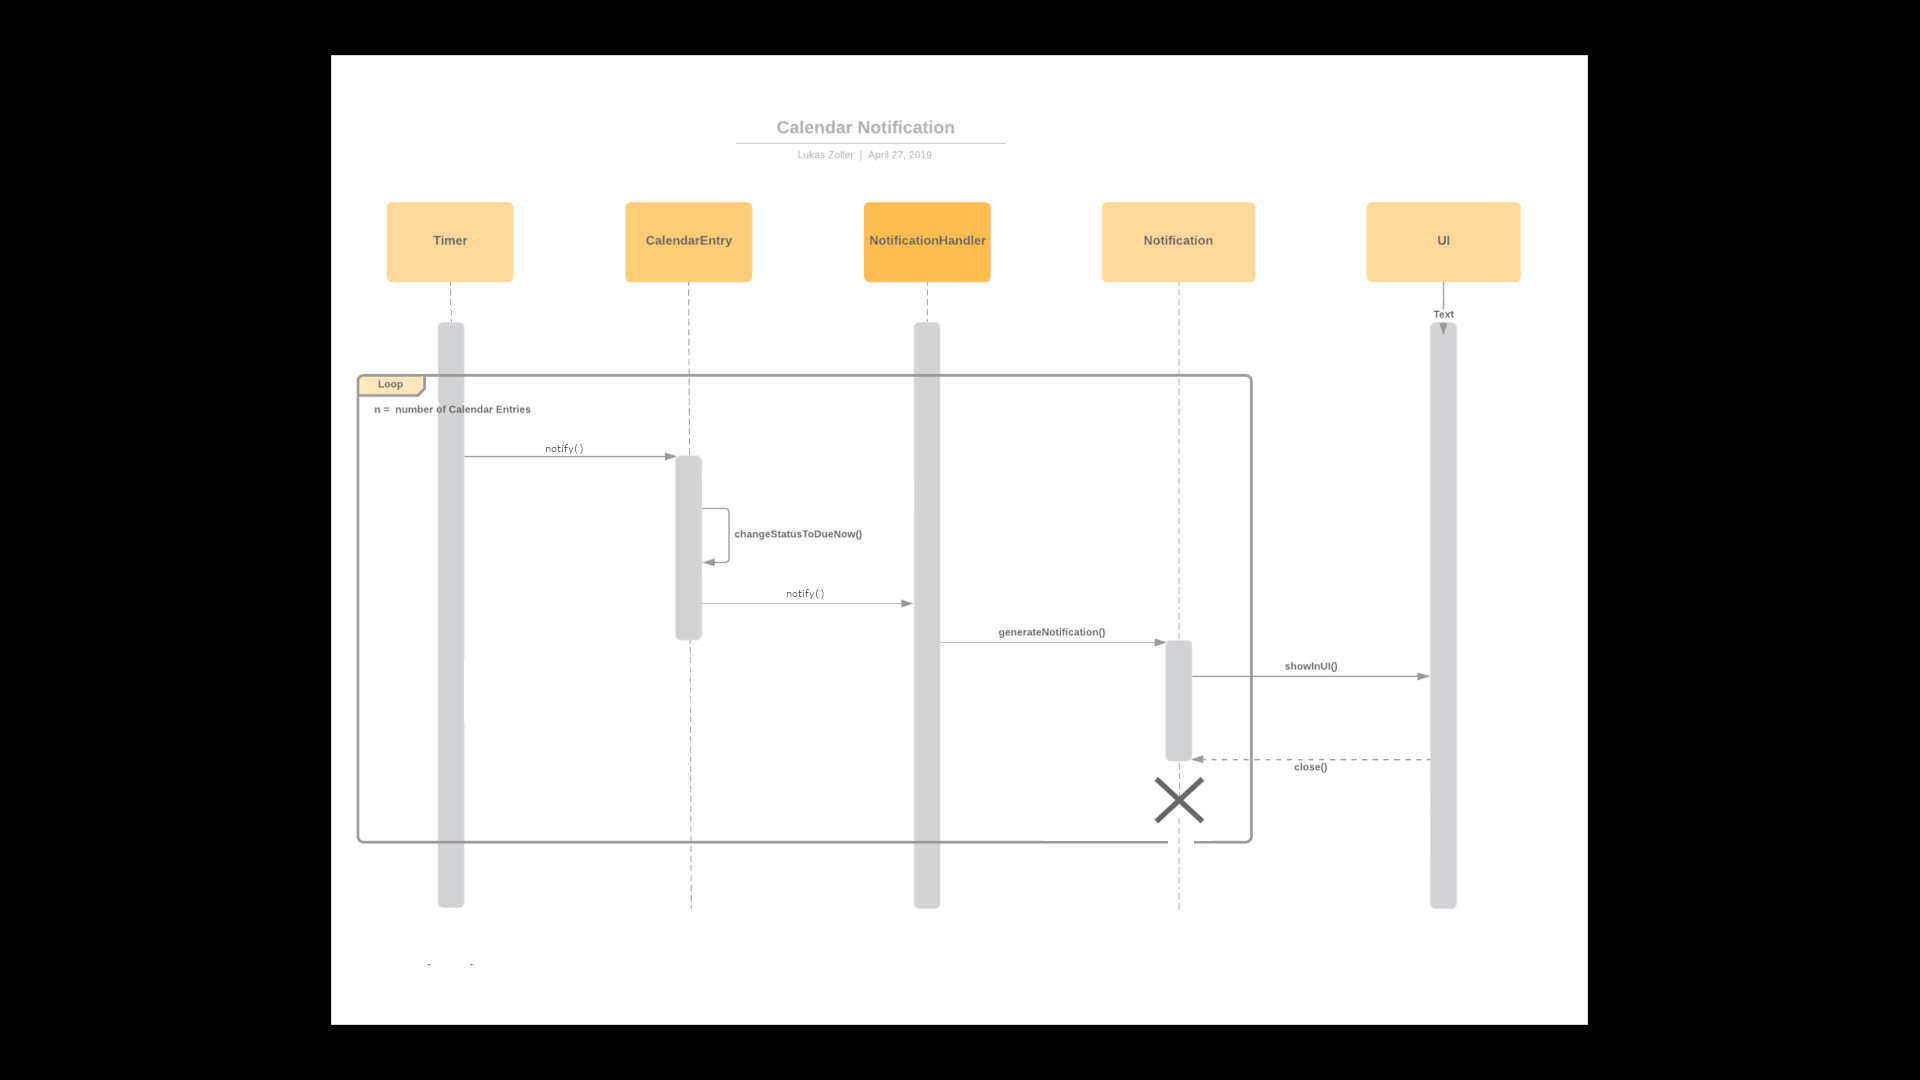 Calendar Notification
Lukas Zoller | April 27, 2019
Timer
CalendarEntry
NotificationHandler
Notification
UI
Text
Loop
n = number of Calendar Entries
notify()
changeStatusToDueNow()
notify()
generateNotification()
showInUI()
close()